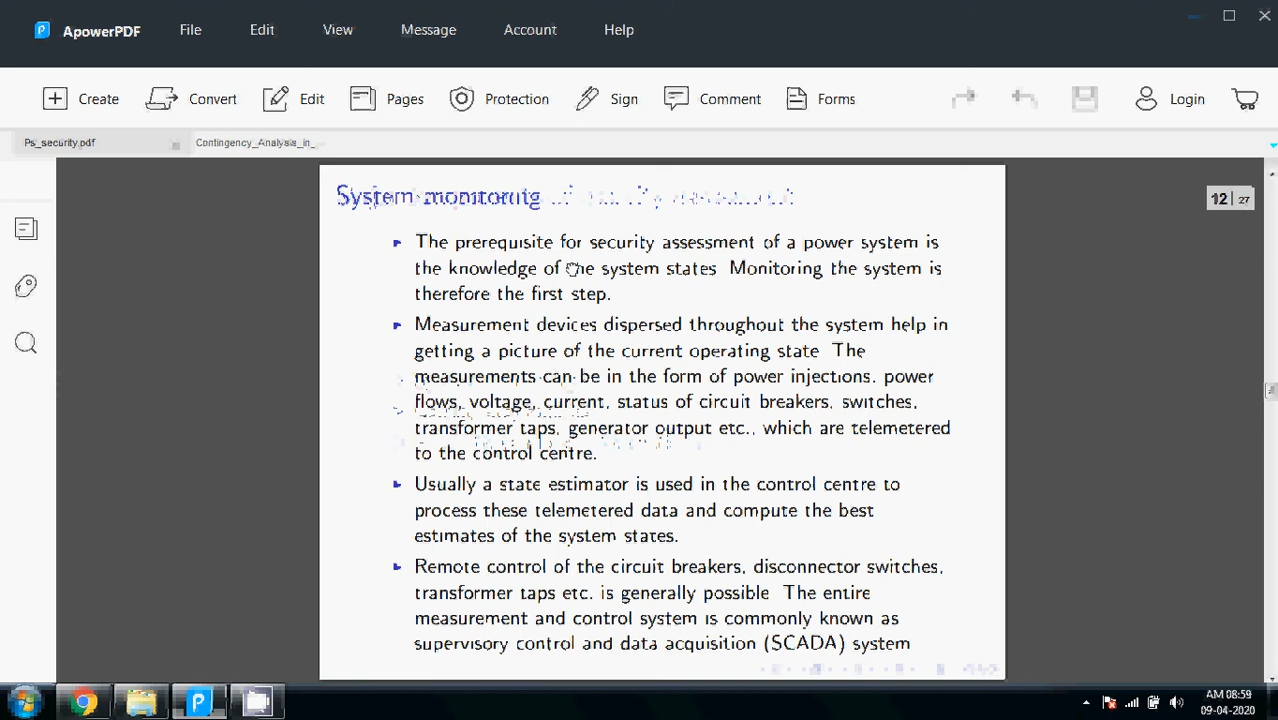 ApowerPDF File Edit View Message Account Help
Create Convert Edit Pages Protection Sign Comment Forms Login
Ps_security.pdf Contingency_Analysis_in_
System monitoring
12 | 27
The prerequisite for security assessment of a power system is
the knowledge of the system states Monitoring the system is
therefore the first step.
Measurement devices dispersed throughout the system help in
getting a picture of the current operating state The
measurements can be in the form of power injections, power
flows, voltage, current, status of circuit breakers, switches,
transformer taps, generator output etc., which are telemetered
to the control centre.
Usually a state estimator is used in the control centre to
process these telemetered data and compute the best
estimates of the system states.
Remote control of the circuit breakers, disconnector switches,
transformer taps etc. is generally possible The entire
measurement and control system is commonly known as
supervisory control and data acquisition (SCADA) system
AM 08:59
09-04-2020